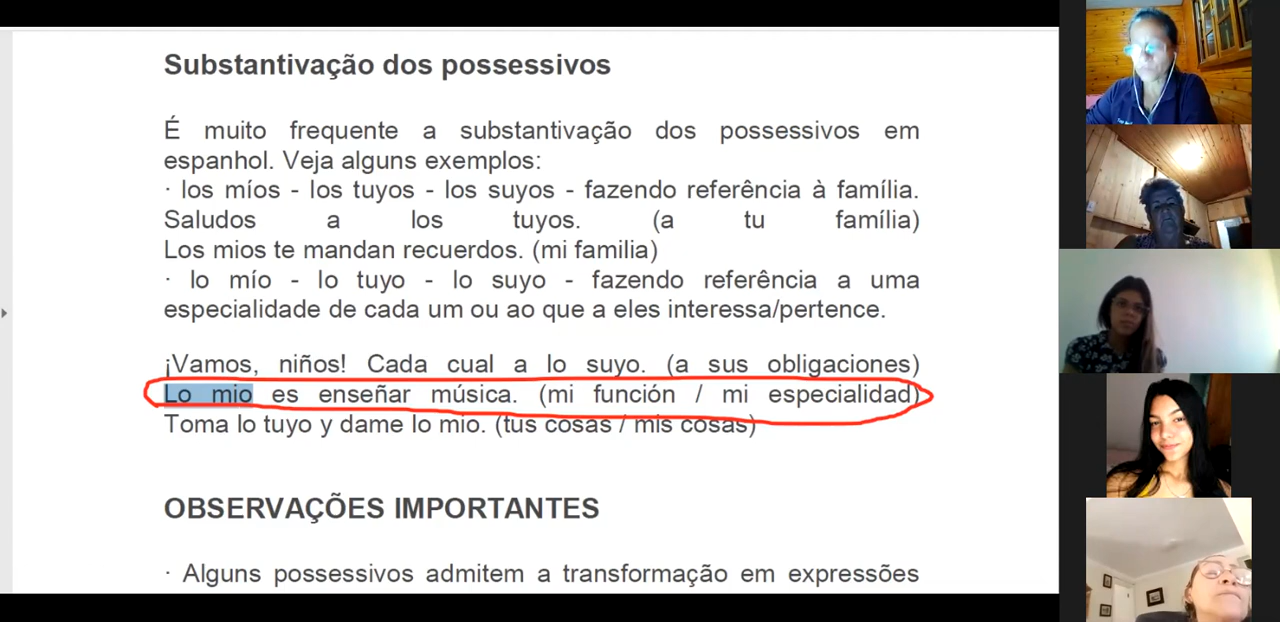 Substantivação dos possessivos
É muito frequente a substantivação dos possessivos em
espanhol. Veja alguns exemplos:
· los míos - los tuyos - los suyos - fazendo referência à família.
Saludos a los tuyos. (a tu família)
Los mios te mandan recuerdos. (mi familia)
· lo mío - lo tuyo - lo suyo - fazendo referência a uma
especialidade de cada um ou ao que a eles interessa/pertence.
¡Vamos, niños! Cada cual a lo suyo. (a sus obligaciones)
Lo mio es enseñar música. (mi función / mi especialidad)
Toma lo tuyo y dame lo mio. (tus cosas / mis cosas)
OBSERVAÇÕES IMPORTANTES
· Alguns possessivos admitem a transformação em expressões